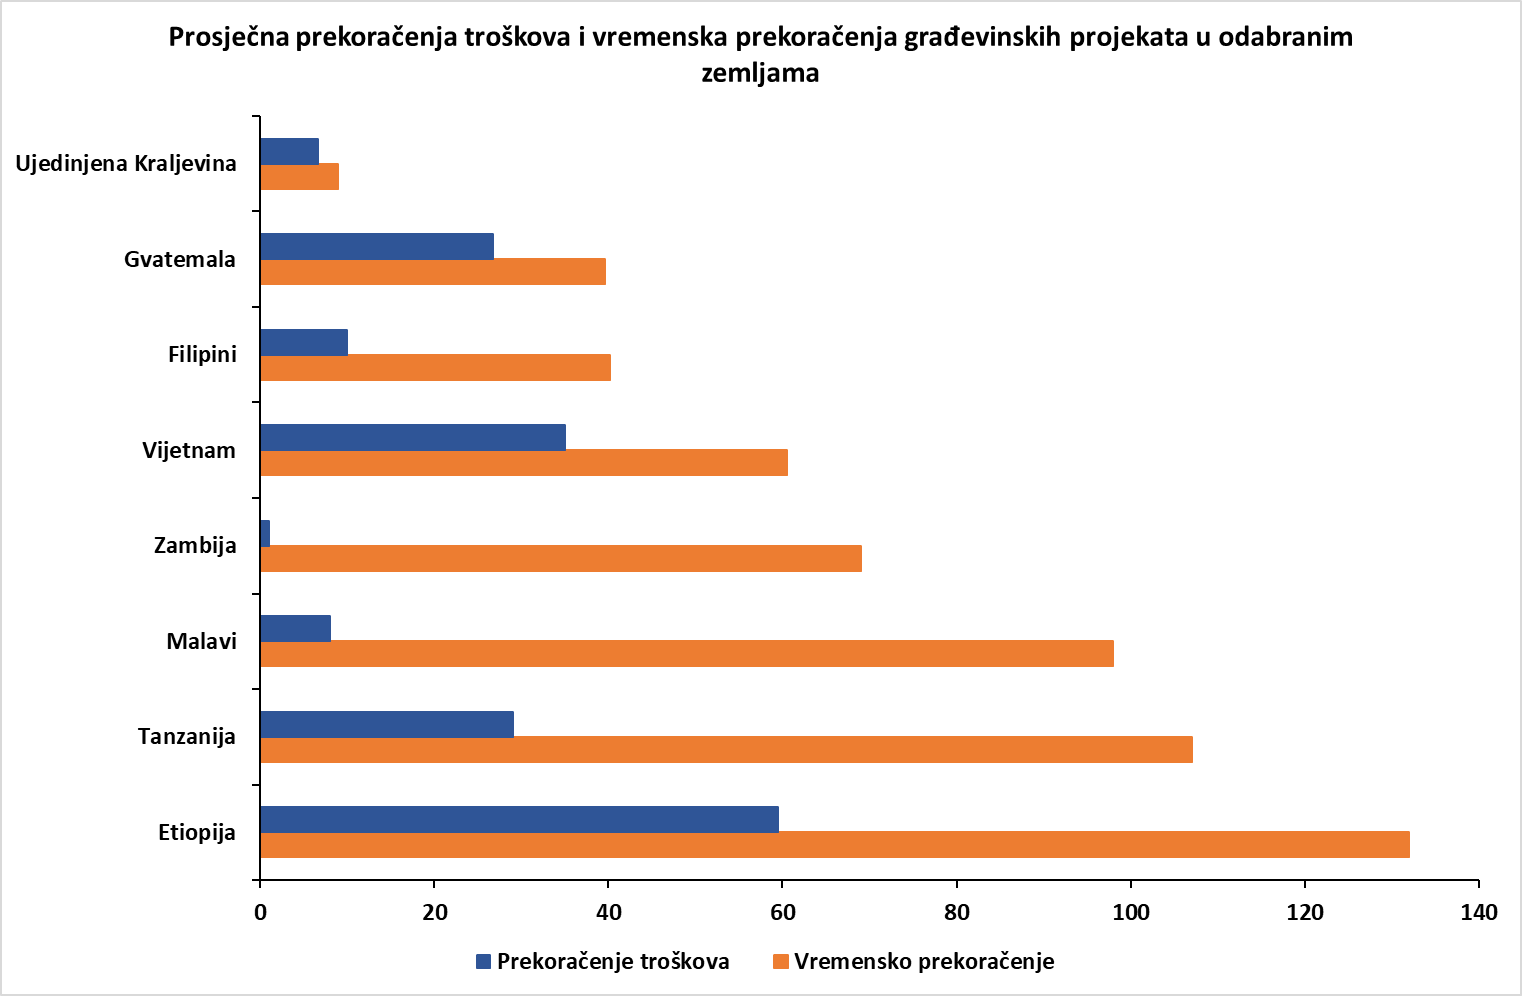 Prosječna prekoračenja troškova i vremenska prekoračenja građevinskih projekata u odabranim
zemljama
Ujedinjena Kraljevina
Gvatemala
Filipini
Vijetnam
Zambija
Malavi
Tanzanija
Etiopija
0 20 40 60 80 100 120 140
Prekoračenje troškova Vremensko prekoračenje